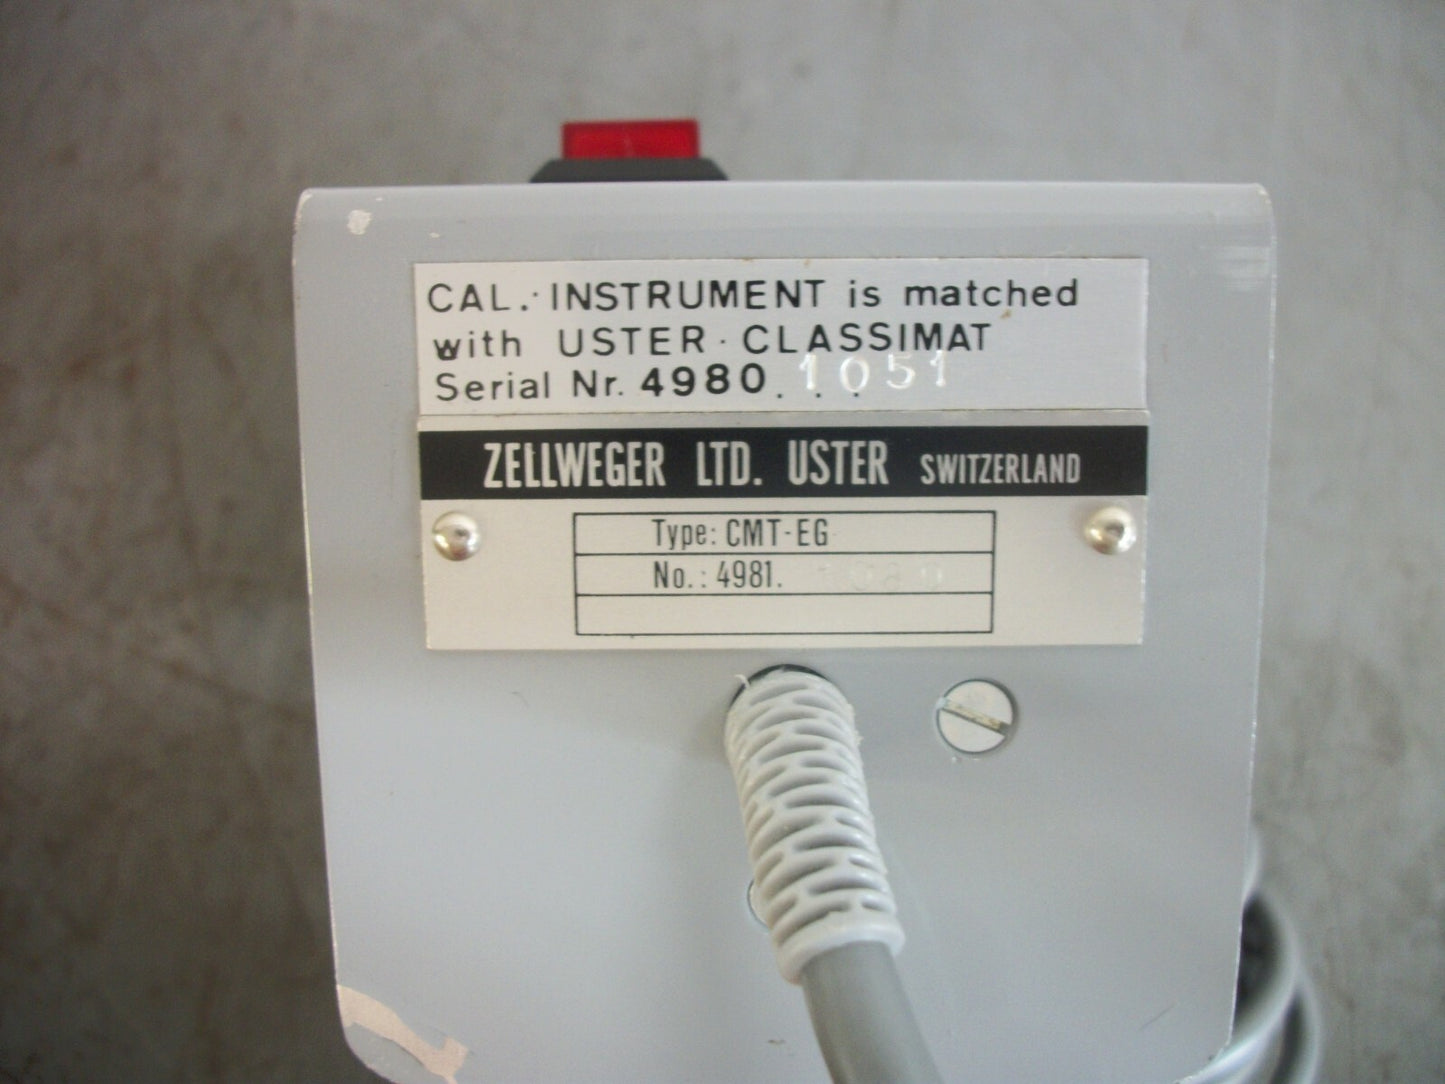 CAL. INSTRUMENT is matched
with USTER · CLASSIMAT
Serial Nr. 4980.1051
ZELLWEGER LTD. USTER SWITZERLAND
Type: CMT-EG
No.: 4981.